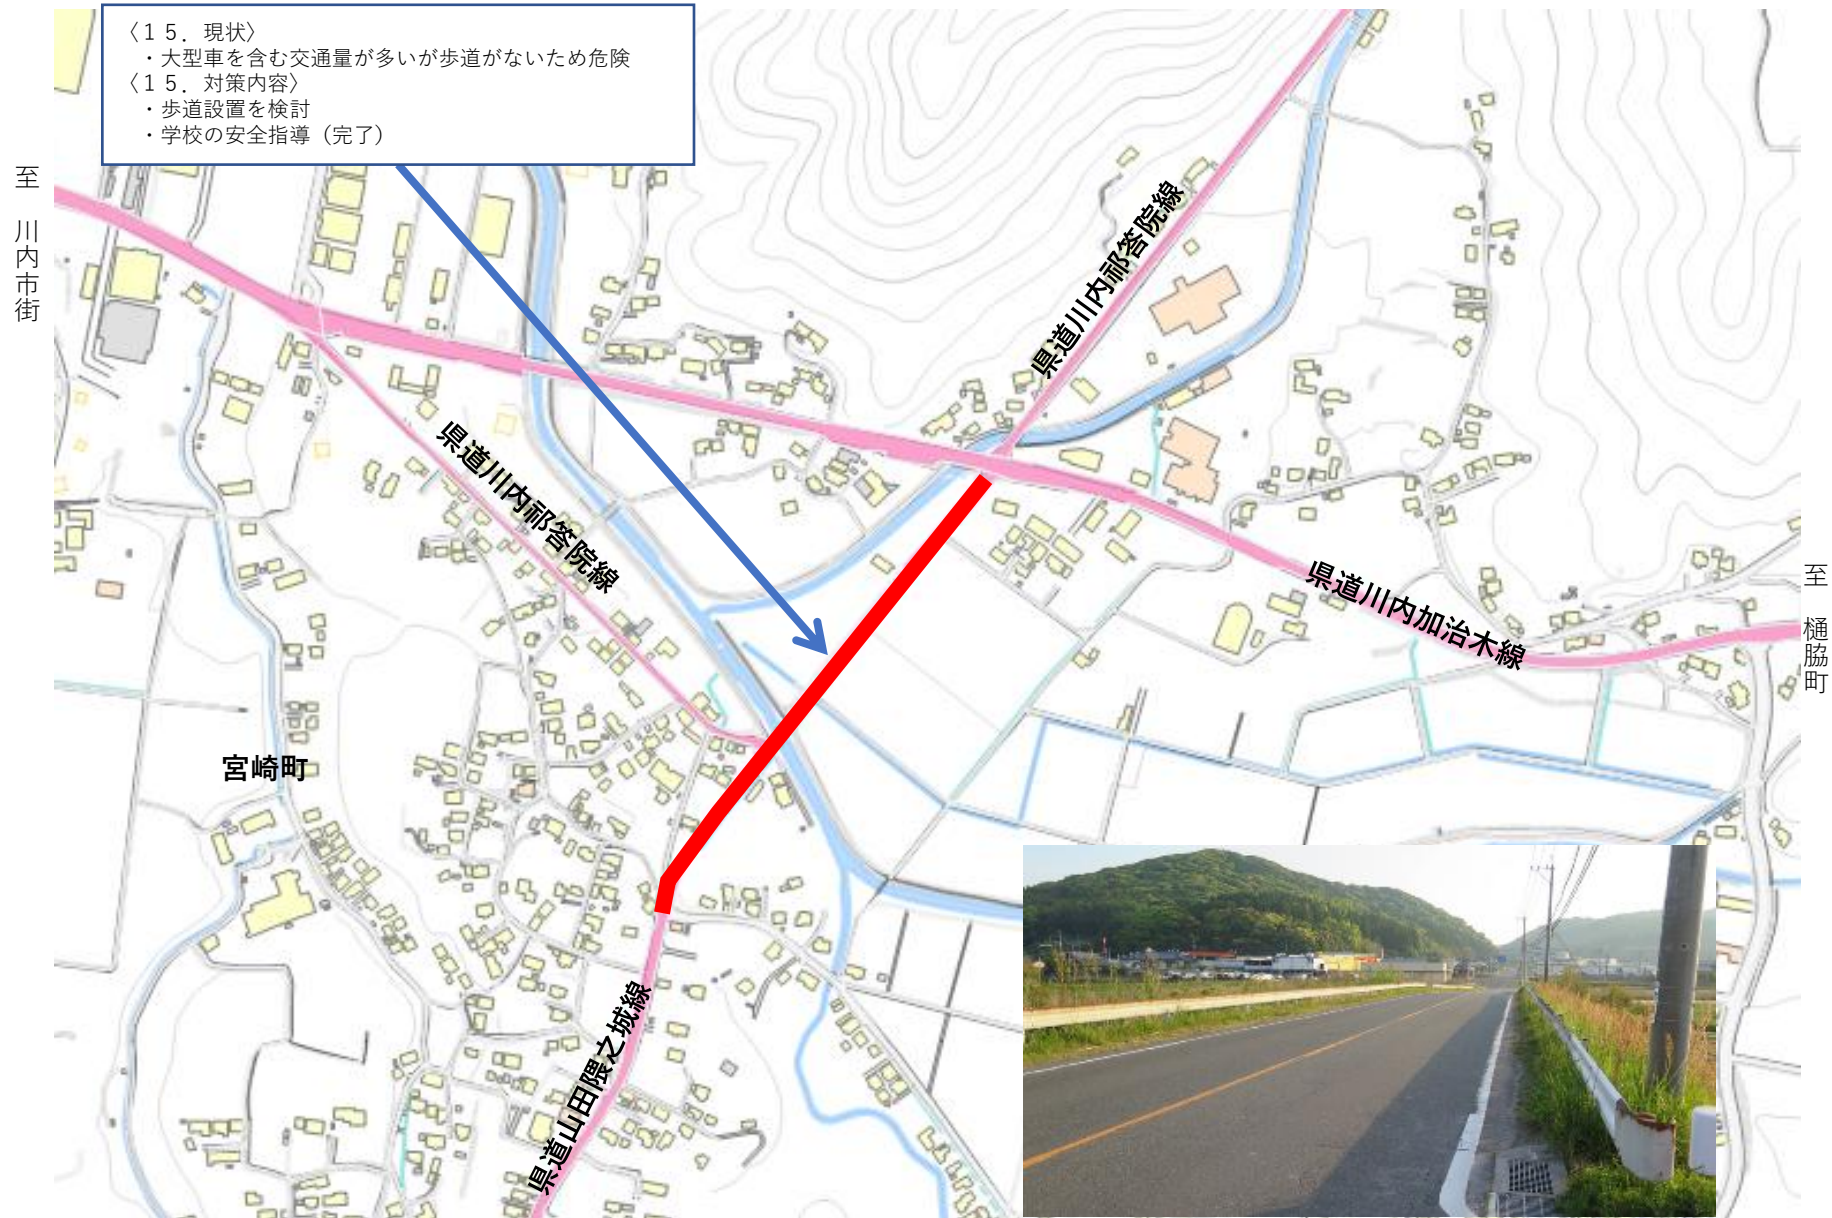 〈１５．現状〉
・大型車を含む交通量が多いが歩道がないため危険
〈１５．対策内容〉
・歩道設置を検討
・学校の安全指導（完了）
至　川内市街
県道川内祁答院線
県道川内祁答院線
県道川内加治木線
至　樋脇町
宮崎町
県道山田隈之城線